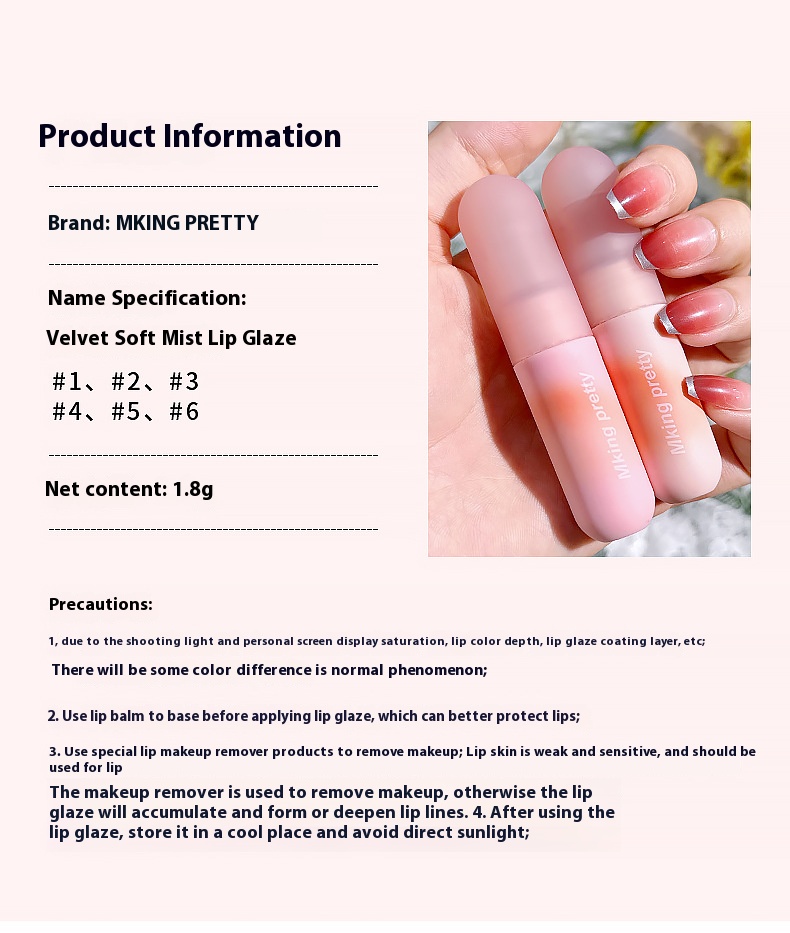 Product Information
Brand: MKING PRETTY
Name Specification:
Velvet Soft Mist Lip Glaze
#1、#2、#3
#4、#5、#6
Net content: 1.8g
Mking pretty
Mking pretty
Precautions:
1, due to the shooting light and personal screen display saturation, lip color depth, lip glaze coating layer, etc;
There will be some color difference is normal phenomenon;
2. Use lip balm to base before applying lip glaze, which can better protect lips;
3. Use special lip makeup remover products to remove makeup; Lip skin is weak and sensitive, and should be
used for lip
The makeup remover is used to remove makeup, otherwise the lip
glaze will accumulate and form or deepen lip lines. 4. After using the
lip glaze, store it in a cool place and avoid direct sunlight;